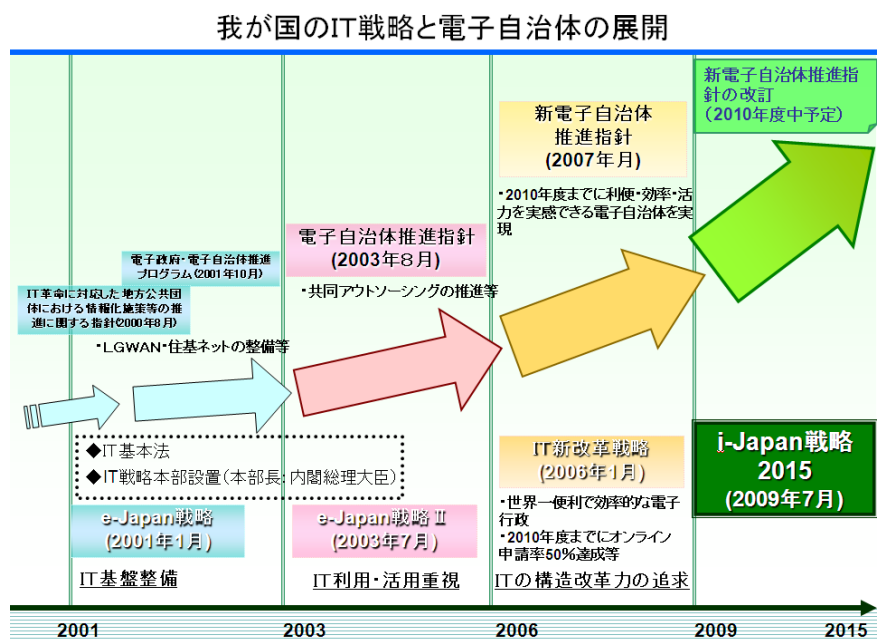 我が国のIT戦略と電子自治体の展開
新電子自治体推進指
針の改訂
(2010年度中予定)
新電子自治体
推進指針
(2007年月)
・2010年度までに利便・効率・活
力を実感できる電子自治体を実
現
電子自治体推進指針
(2003年8月)
・共同アウトソーシングの推進等
電子政府・電子自治体推進
プログラム(2001年10月)
IT革命に対応した地方公共団
体における情報化施策等の推
進に関する指針(2000年8月)
・LGWAN・住基ネットの整備等
◆IT基本法
◆IT戦略本部設置(本部長:内閣総理大臣)
e-Japan戦略
(2001年1月)
IT基盤整備
e-Japan戦略Ⅱ
(2003年7月)
IT利用・活用重視
IT新改革戦略
(2006年1月)
・世界一便利で効率的な電子
行政
・2010年度までにオンライン
申請率50%達成等
ITの構造改革力の追求
i-Japan戦略
2015
(2009年7月)
2001
2003
2006
2009
2015